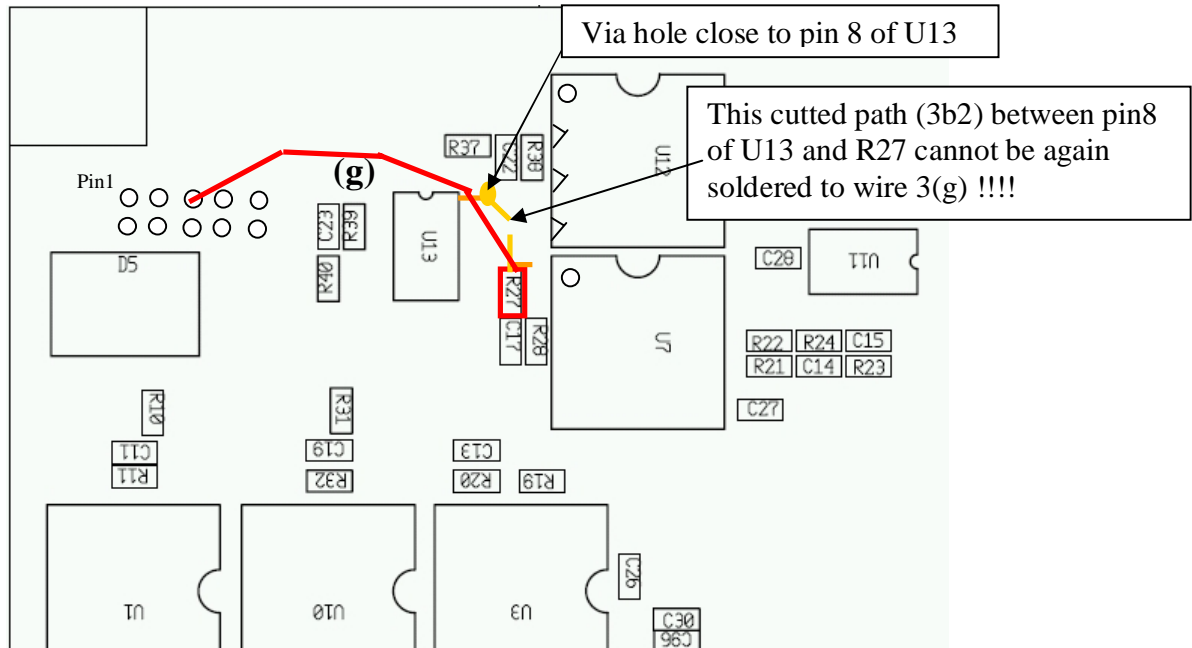 Via hole close to pin 8 of U13
This cutted path (3b2) between pin8
of U13 and R27 cannot be again
soldered to wire 3(g) !!!!
R37
C22
R38
U12
(g)
Pin1
C23
R39
U13
D5
R40
C28
U11
R27
C17
R28
U7
R22
R24
C15
R21
C14
R23
C27
R10
R31
C11
R11
C19
R32
C13
R20
R19
U1
U10
U3
C26
C30
C96